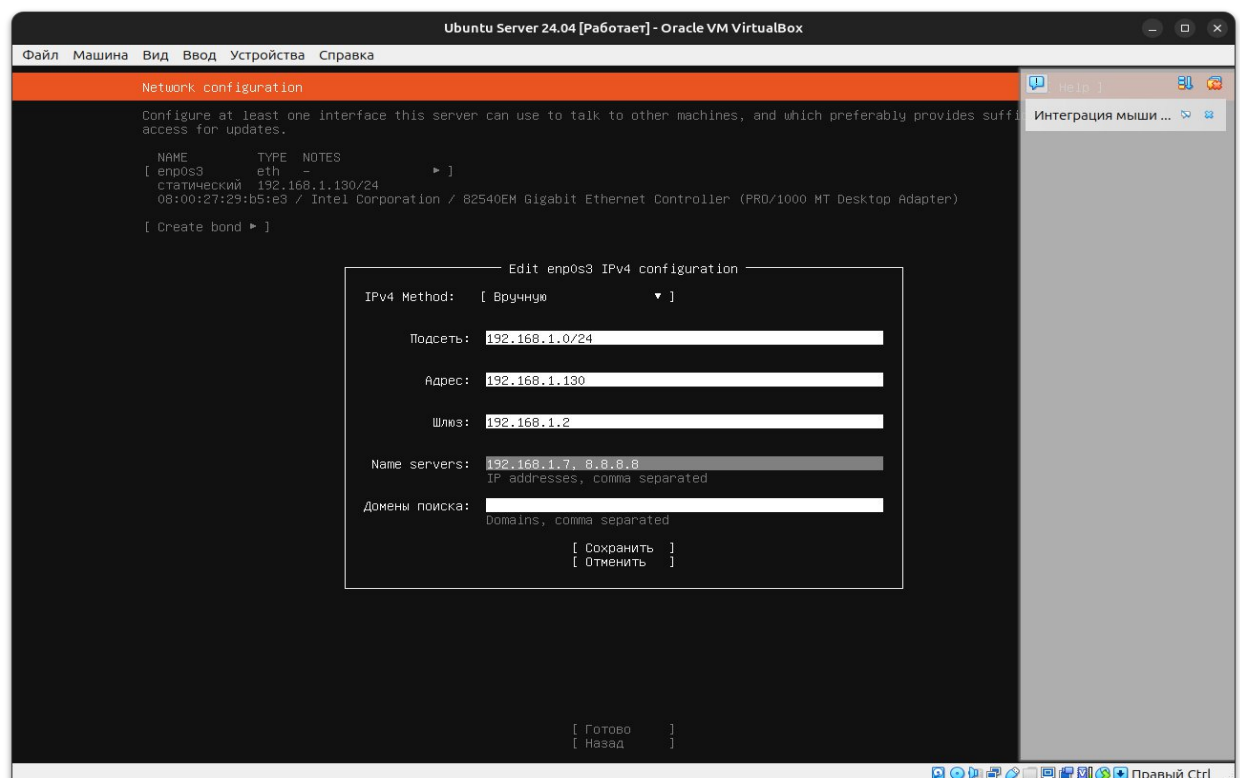 Ubuntu Server 24.04 [Работает] - Oracle VM VirtualBox
Файл Машина Вид Ввод Устройства Справка
Network configuration
[ Help ]
Configure at least one interface this server can use to talk to other machines, and which preferably provides suffi
access for updates.
Интеграция мыши ...
NAME TYPE NOTES
[ enp0s3 eth - ► ]
статический 192.168.1.130/24
08:00:27:29:b5:e3 / Intel Corporation / 82540EM Gigabit Ethernet Controller (PRO/1000 MT Desktop Adapter)
[ Create bond ► ]
Edit enp0s3 IPv4 configuration
IPv4 Method: [ Вручную ▼ ]
Подсеть: 192.168.1.0/24
Адрес: 192.168.1.130
Шлюз: 192.168.1.2
Name servers: 192.168.1.7, 8.8.8.8
IP addresses, comma separated
Домены поиска:
Domains, comma separated
[ Сохранить ]
[ Отменить ]
[ Готово ]
[ Назад ]
Правый Ctrl